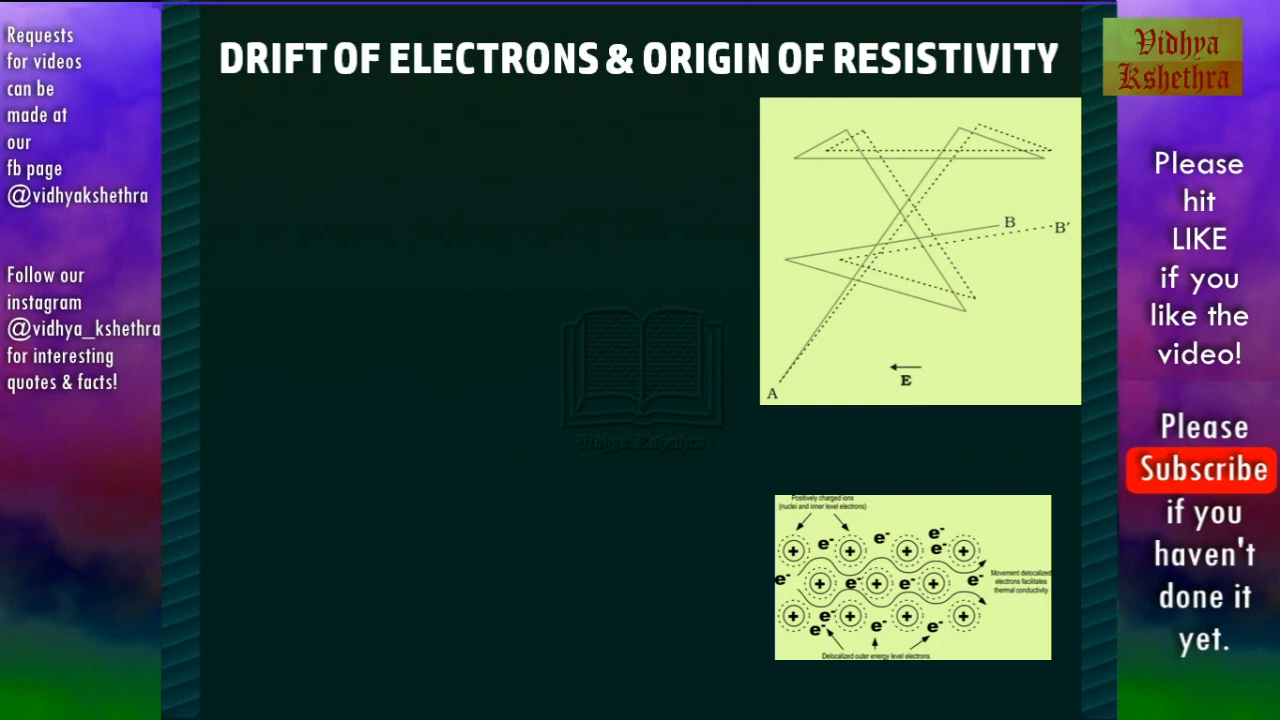 Requests
for videos
can be
made at
our
fb page
@vidhyakshethra
Follow our
instagram
@vidhya_kshethra
for interesting
quotes & facts!
DRIFT OF ELECTRONS & ORIGIN OF RESISTIVITY
B
B′
E
A
Vidhya Kshethra
Positively charged ions
(nuclei and inner level electrons)
e- e- e-
e-
+ + + +
e- + e- + e- + e-
Movement delocalized
electrons facilitates
thermal conductivity
+ e- + + +
e- e- e-
Delocalized outer energy level electrons
Vidhya
Kshethra
Please
hit
LIKE
if you
like the
video!
Please
Subscribe
if you
haven't
done it
yet.